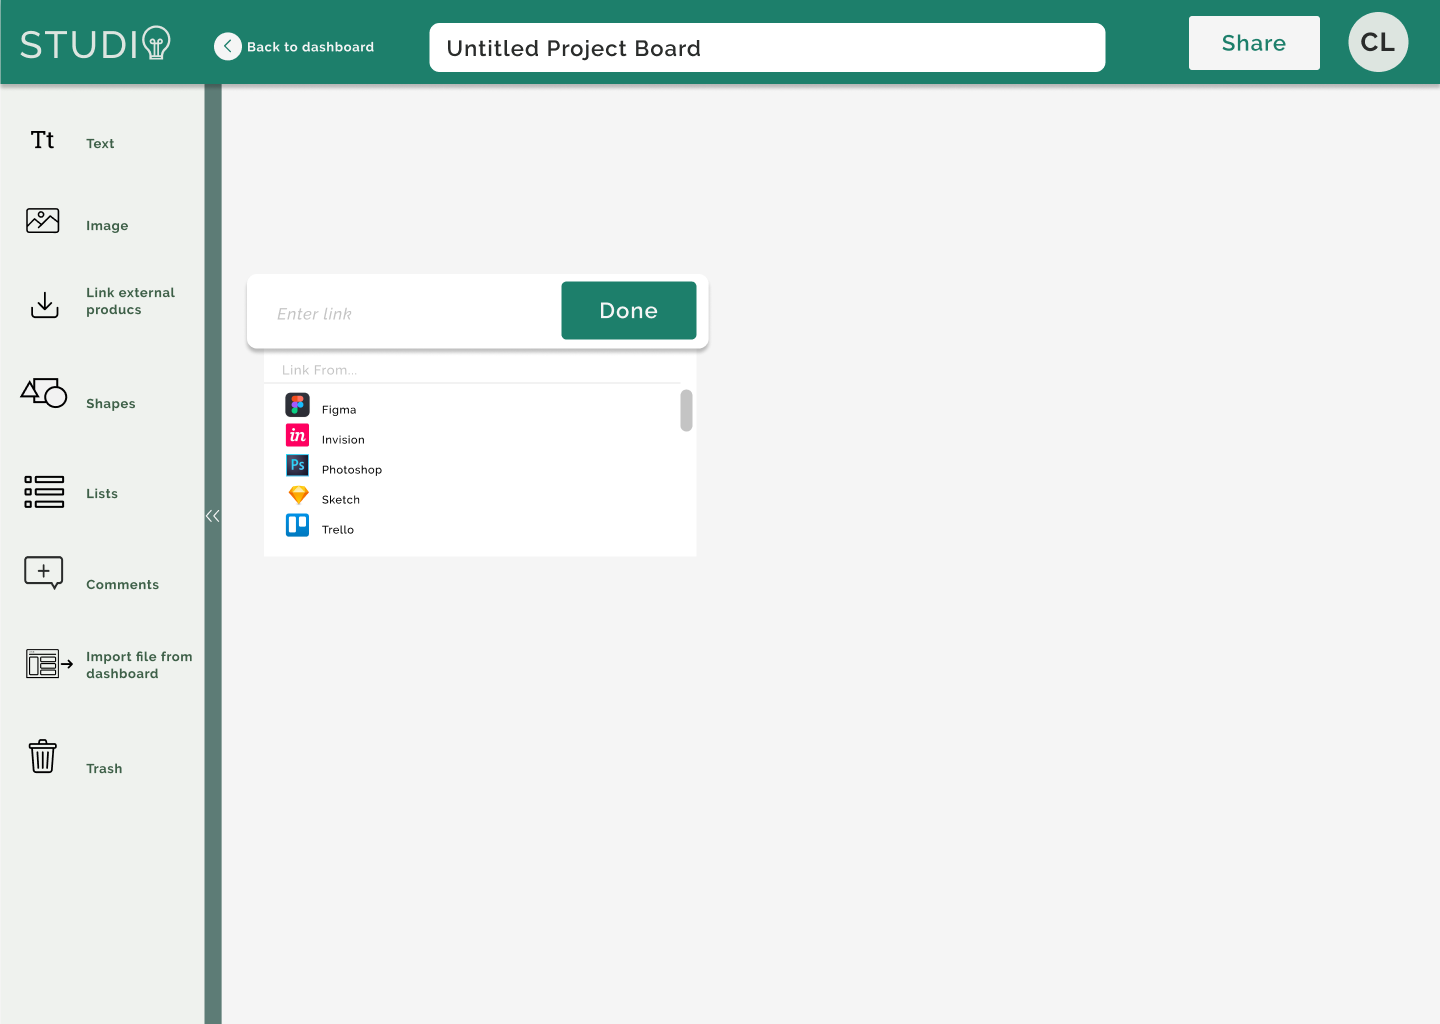 STUDIO
Back to dashboard
Untitled Project Board
Share
CL
Tt
Text
Image
Link external
producs
Shapes
Lists
Comments
Import file from
dashboard
Trash
Enter link
Done
Link From...
Figma
in
Invision
Ps
Photoshop
Sketch
Trello